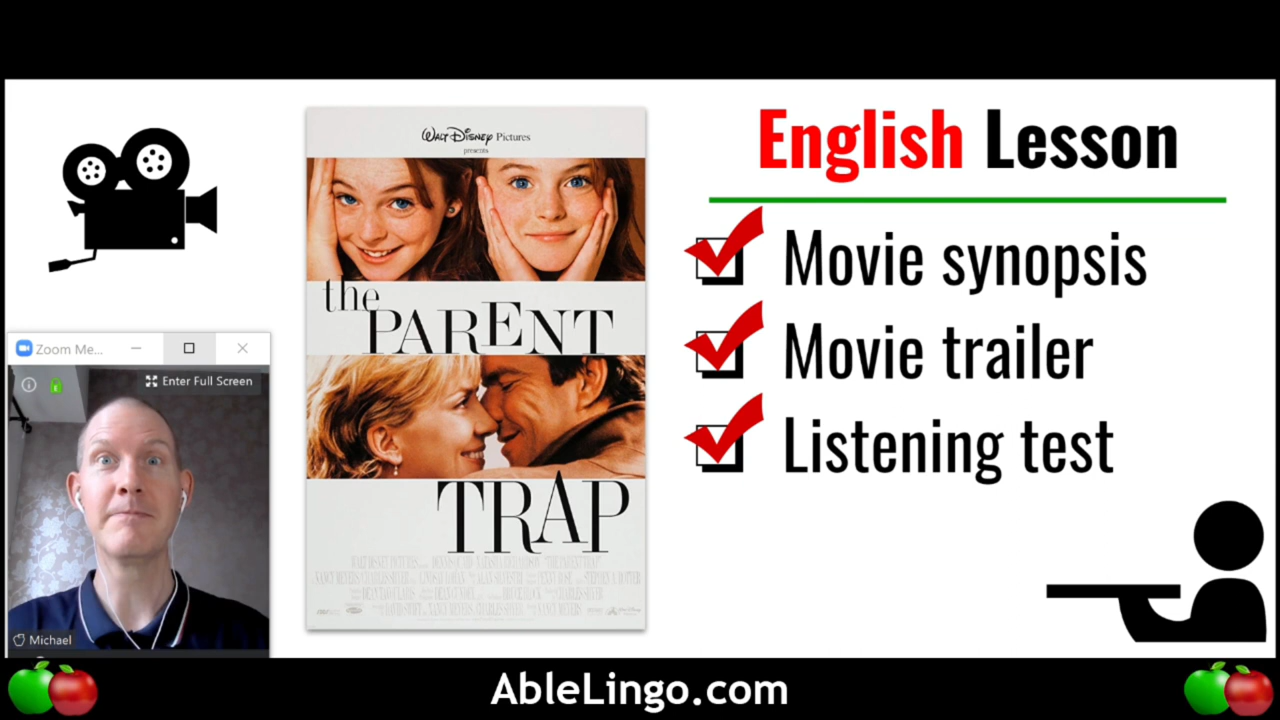 WALT DISNEY Pictures
presents
the
PARENT
TRAP
English Lesson
Movie synopsis
Movie trailer
Listening test
Zoom Me...
Enter Full Screen
Michael
AbleLingo.com